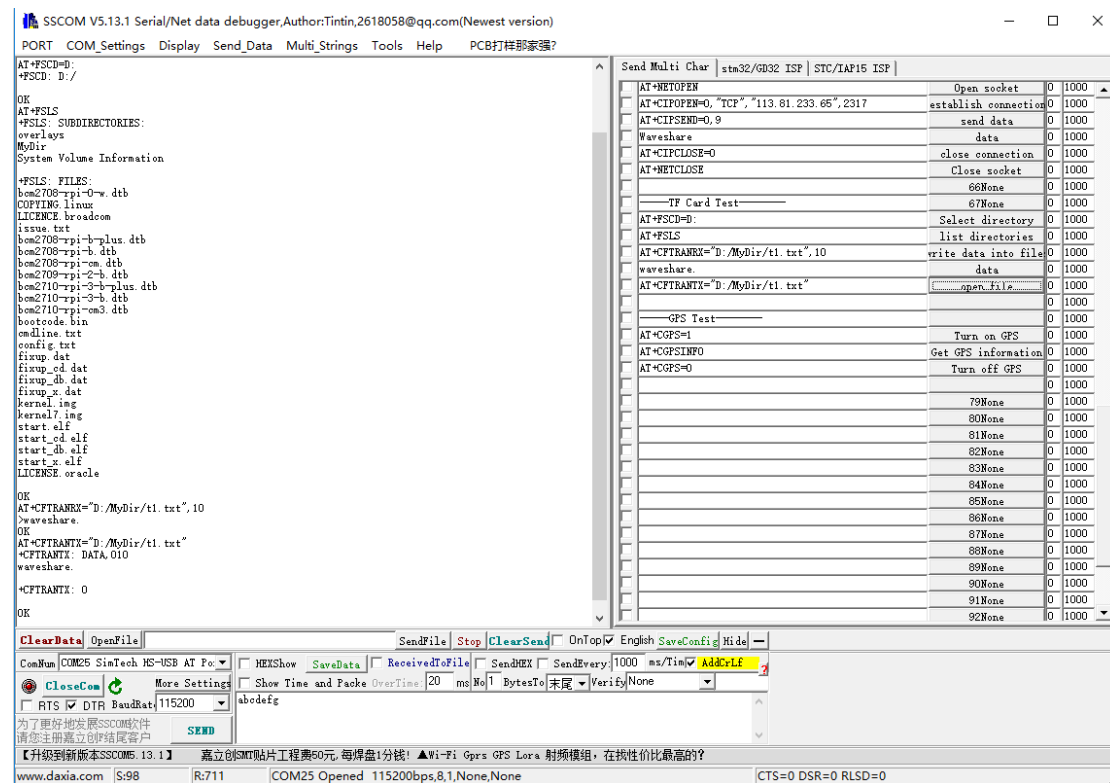 SSCOM V5.13.1 Serial/Net data debugger,Author:Tintin,2618058@qq.com(Newest version)
PORT COM_Settings Display Send_Data Multi_Strings Tools Help PCB打样那家强?
AT+FSCD=D:
+FSCD: D:/
OK
AT+FSLS
+FSLS: SUBDIRECTORIES:
overlays
MyDir
System Volume Information
+FSLS: FILES:
bcm2708-rpi-0-w.dtb
COPYING.linux
LICENCE.broadcom
issue.txt
bcm2708-rpi-b-plus.dtb
bcm2708-rpi-b.dtb
bcm2708-rpi-cm.dtb
bcm2709-rpi-2-b.dtb
bcm2710-rpi-3-b-plus.dtb
bcm2710-rpi-3-b.dtb
bcm2710-rpi-cm3.dtb
bootcode.bin
cmdline.txt
config.txt
fixup.dat
fixup_cd.dat
fixup_db.dat
fixup_x.dat
kernel.img
kernel7.img
start.elf
start_cd.elf
start_db.elf
start_x.elf
LICENSE.oracle
OK
AT+CFTRANRX="D:/MyDir/t1.txt",10
>waveshare.
OK
AT+CFTRANTX="D:/MyDir/t1.txt"
+CFTRANTX: DATA,010
waveshare.
+CFTRANTX: 0
OK
Send Multi Char stm32/GD32 ISP STC/IAP15 ISP
AT+NETOPEN Open socket 0 1000
AT+CIPOPEN=0,"TCP","113.81.233.65",2317 establish connection 0 1000
AT+CIPSEND=0,9 send data 0 1000
Waveshare data 0 1000
AT+CIPCLOSE=0 close connection 0 1000
AT+NETCLOSE Close socket 0 1000
66None 0 1000
——TF Card Test—— 67None 0 1000
AT+FSCD=D: Select directory 0 1000
AT+FSLS list directories 0 1000
AT+CFTRANRX="D:/MyDir/t1.txt",10 write data into file 0 1000
waveshare. data 0 1000
AT+CFTRANTX="D:/MyDir/t1.txt" open file 0 1000
0 1000
——GPS Test—— 0 1000
AT+CGPS=1 Turn on GPS 0 1000
AT+CGPSINFO Get GPS information 0 1000
AT+CGPS=0 Turn off GPS 0 1000
0 1000
79None 0 1000
80None 0 1000
81None 0 1000
82None 0 1000
83None 0 1000
84None 0 1000
85None 0 1000
86None 0 1000
87None 0 1000
88None 0 1000
89None 0 1000
90None 0 1000
91None 0 1000
92None 0 1000
ClearData OpenFile SendFile Stop ClearSend OnTop English SaveConfig Hide —
ComNum COM25 SimTech HS-USB AT Po: HEXShow SaveData ReceivedToFile SendHEX SendEvery: 1000 ms/Tim AddCrLf ?
CloseCom More Settings Show Time and Packe OverTime: 20 ms No 1 BytesTo 末尾 Verify None
RTS DTR BaudRat: 115200 abcdefg
为了更好地发展SSCOM软件
请您注册嘉立创F结尾客户 SEND
【升级到新版本SSCOM5.13.1】 嘉立创SMT贴片工程费50元,每焊盘1分钱! ▲Wi-Fi Gprs GPS Lora 射频模组,在找性价比最高的?
www.daxia.com S:98 R:711 COM25 Opened 115200bps,8,1,None,None CTS=0 DSR=0 RLSD=0